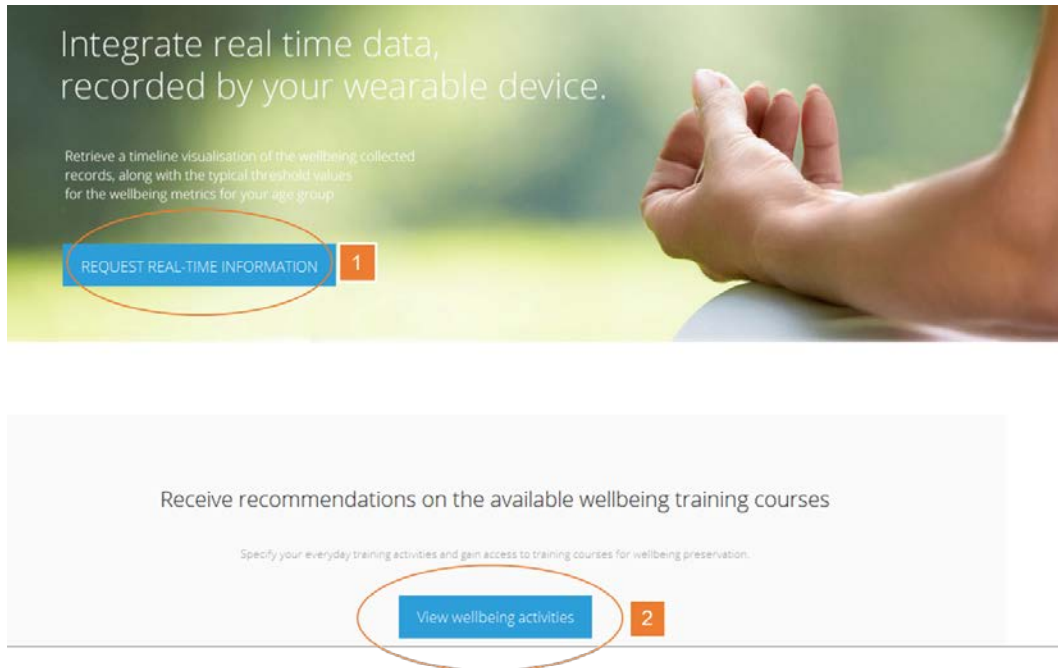 Integrate real time data,
recorded by your wearable device.
Retrieve a timeline visualisation of the wellbeing collected
records, along with the typical threshold values
for the wellbeing metrics for your age group
REQUEST REAL-TIME INFORMATION
1
Receive recommendations on the available wellbeing training courses
Specify your everyday training activities and gain access to training courses for wellbeing preservation.
View wellbeing activities
2